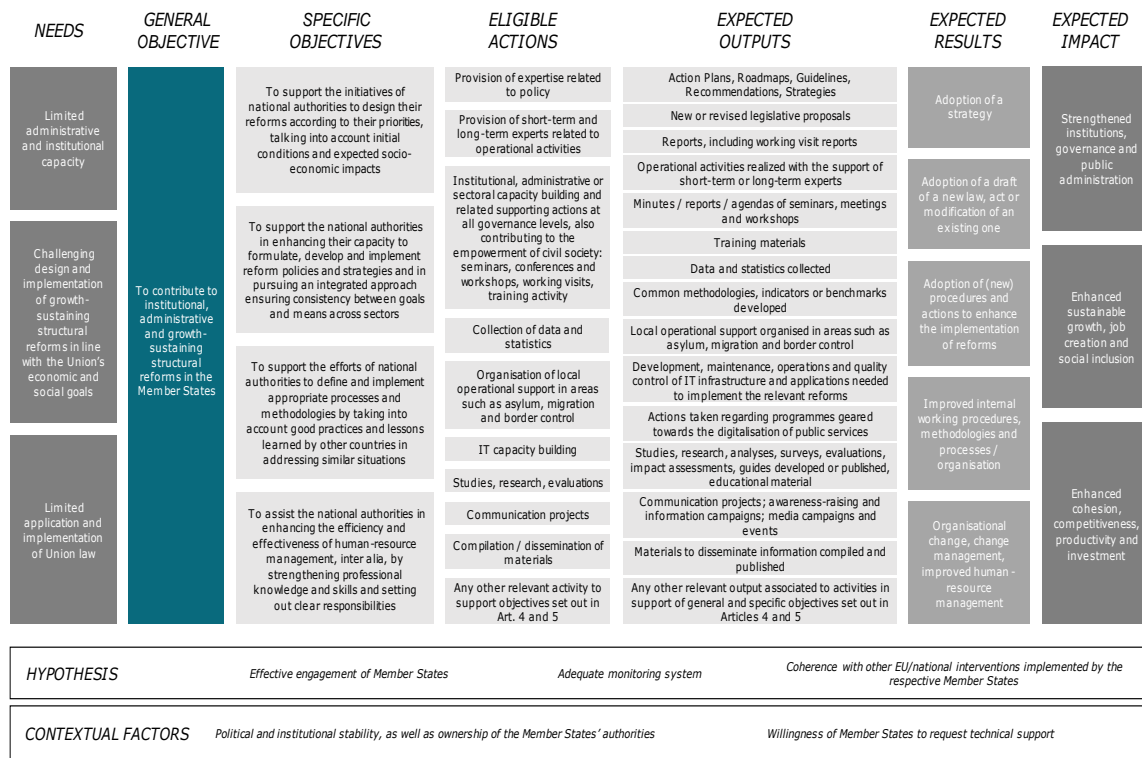 NEEDS
GENERAL
OBJECTIVE
SPECIFIC
OBJECTIVES
ELIGIBLE
ACTIONS
EXPECTED
OUTPUTS
EXPECTED
RESULTS
EXPECTED
IMPACT
Limited
administrative
and institutional
capacity
Challenging
design and
implementation
of growth-
sustaining
structural
reforms in line
with the Union's
economic and
social goals
Limited
application and
implementation
of Union law
To contribute to
institutional,
administrative
and growth-
sustaining
structural
reforms in the
Member States
To support the initiatives of
national authorities to design their
reforms according to their priorities,
talking into account initial
conditions and expected socio-
economic impacts
To support the national authorities
in enhancing their capacity to
formulate, develop and implement
reform policies and strategies and in
pursuing an integrated approach
ensuring consistency between goals
and means across sectors
To support the efforts of national
authorities to define and implement
appropriate processes and
methodologies by taking into
account good practices and lessons
learned by other countries in
addressing similar situations
To assist the national authorities in
enhancing the efficiency and
effectiveness of human-resource
management, inter alia, by
strengthening professional
knowledge and skills and setting
out clear responsibilities
Provision of expertise related
to policy
Provision of short-term and
long-term experts related to
operational activities
Institutional, administrative or
sectoral capacity building and
related supporting actions at
all governance levels, also
contributing to the
empowerment of civil society:
seminars, conferences and
workshops, working visits,
training activity
Collection of data and
statistics
Organisation of local
operational support in areas
such as asylum, migration
and border control
IT capacity building
Studies, research, evaluations
Communication projects
Compilation / dissemination of
materials
Any other relevant activity to
support objectives set out in
Art. 4 and 5
Action Plans, Roadmaps, Guidelines,
Recommendations, Strategies
New or revised legislative proposals
Reports, including working visit reports
Operational activities realized with the support of
short-term or long-term experts
Minutes / reports / agendas of seminars, meetings
and workshops
Training materials
Data and statistics collected
Common methodologies, indicators or benchmarks
developed
Local operational support organised in areas such as
asylum, migration and border control
Development, maintenance, operations and quality
control of IT infrastructure and applications needed
to implement the relevant reforms
Actions taken regarding programmes geared
towards the digitalisation of public services
Studies, research, analyses, surveys, evaluations,
impact assessments, guides developed or published,
educational material
Communication projects; awareness-raising and
information campaigns; media campaigns and
events
Materials to disseminate information compiled and
published
Any other relevant output associated to activities in
support of general and specific objectives set out in
Articles 4 and 5
Adoption of a
strategy
Adoption of a draft
of a new law, act or
modification of an
existing one
Adoption of (new)
procedures and
actions to enhance
the implementation
of reforms
Improved internal
working procedures,
methodologies and
processes /
organisation
Organisational
change, change
management,
improved human-
resource
management
Strengthened
institutions,
governance and
public
administration
Enhanced
sustainable
growth, job
creation and
social inclusion
Enhanced
cohesion,
competitiveness,
productivity and
investment
HYPOTHESIS
Effective engagement of Member States
Adequate monitoring system
Coherence with other EU/national interventions implemented by the
respective Member States
CONTEXTUAL FACTORS
Political and institutional stability, as well as ownership of the Member States' authorities
Willingness of Member States to request technical support